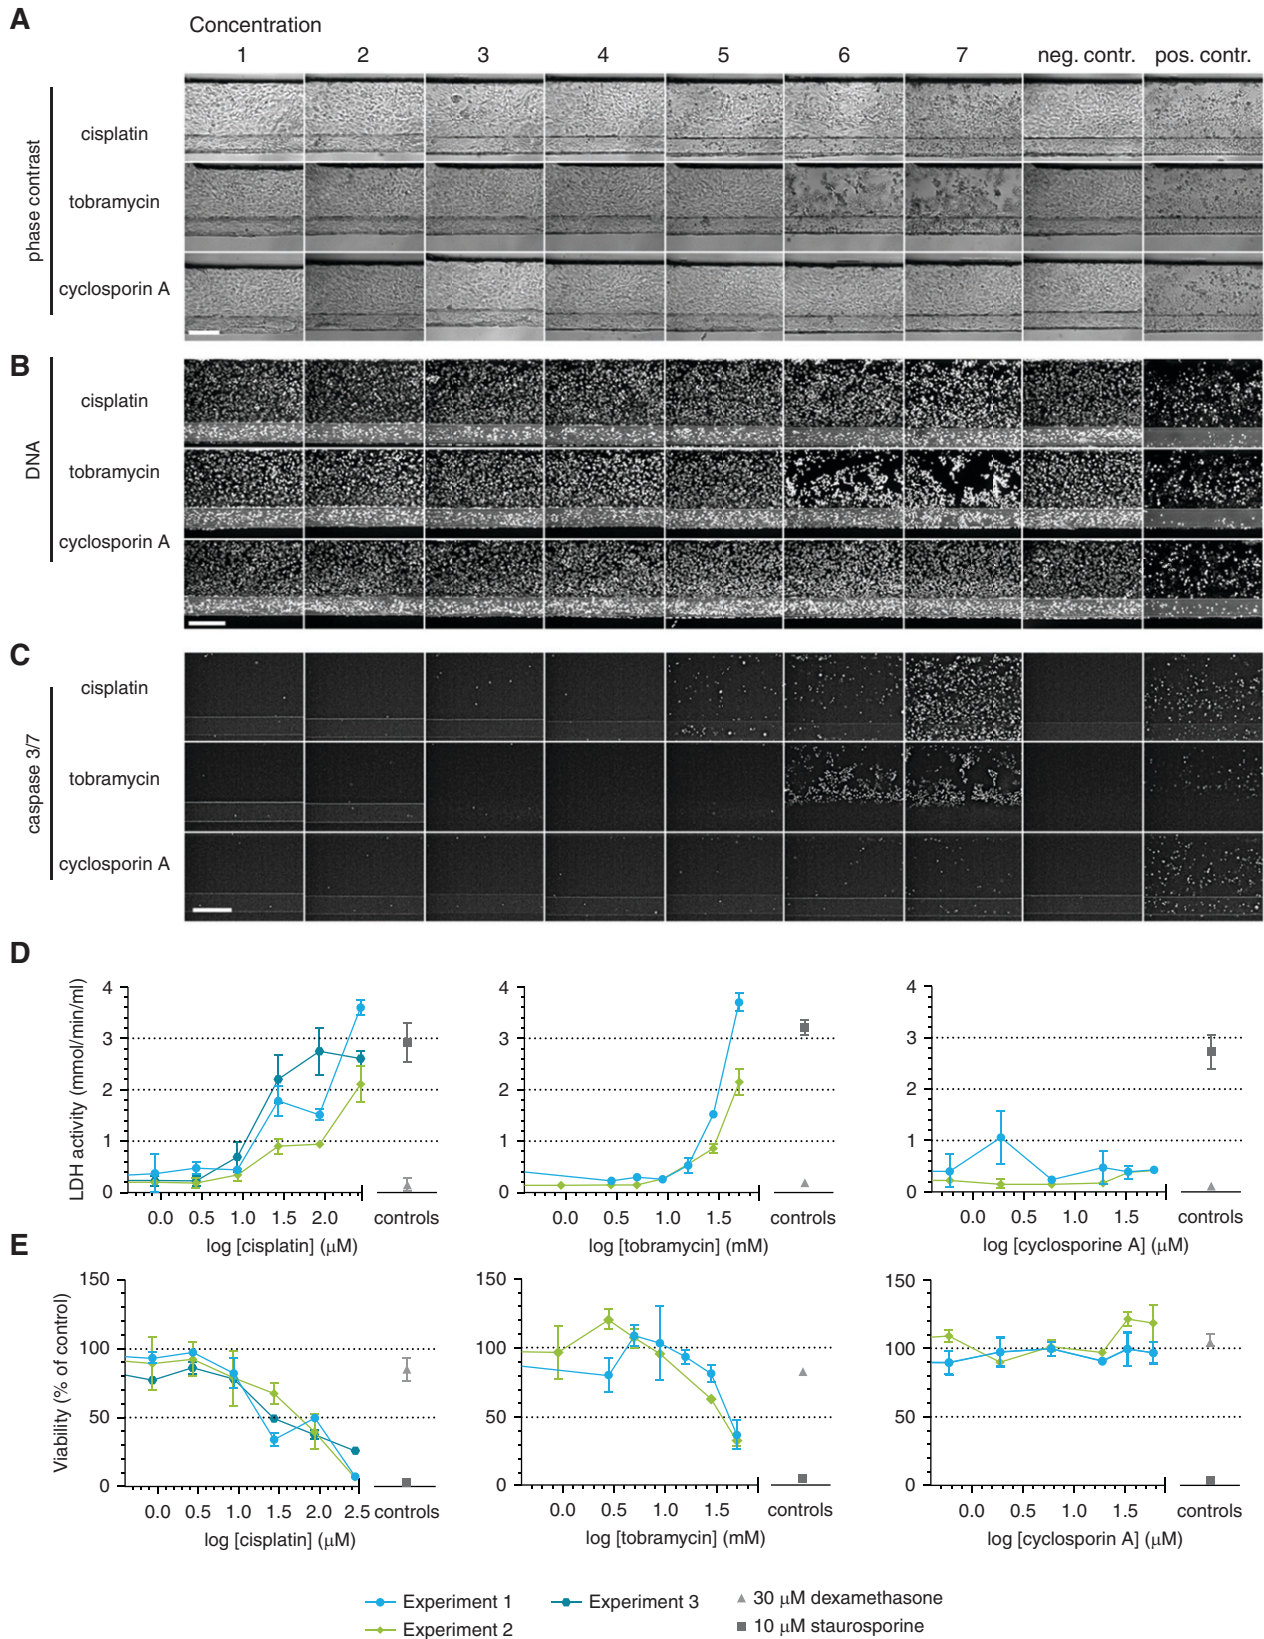 A
Concentration
1 2 3 4 5 6 7 neg. contr. pos. contr.
phase contrast
cisplatin
tobramycin
cyclosporin A
B
DNA
cisplatin
tobramycin
cyclosporin A
C
caspase 3/7
cisplatin
tobramycin
cyclosporin A
D
LDH activity (mmol/min/ml)
4
3
2
1
0
0.0 0.5 1.0 1.5 2.0 controls
log [cisplatin] (μM)
4
3
2
1
0
0.0 0.5 1.0 1.5 controls
log [tobramycin] (mM)
4
3
2
1
0
0.0 0.5 1.0 1.5 controls
log [cyclosporine A] (μM)
E
Viability (% of control)
150
100
50
0
0.0 0.5 1.0 1.5 2.0 2.5 controls
log [cisplatin] (μM)
150
100
50
0
0.0 0.5 1.0 1.5 controls
log [tobramycin] (mM)
150
100
50
0
0.0 0.5 1.0 1.5 controls
log [cyclosporin A] (μM)
Experiment 1 Experiment 3 30 μM dexamethasone
Experiment 2 10 μM staurosporine